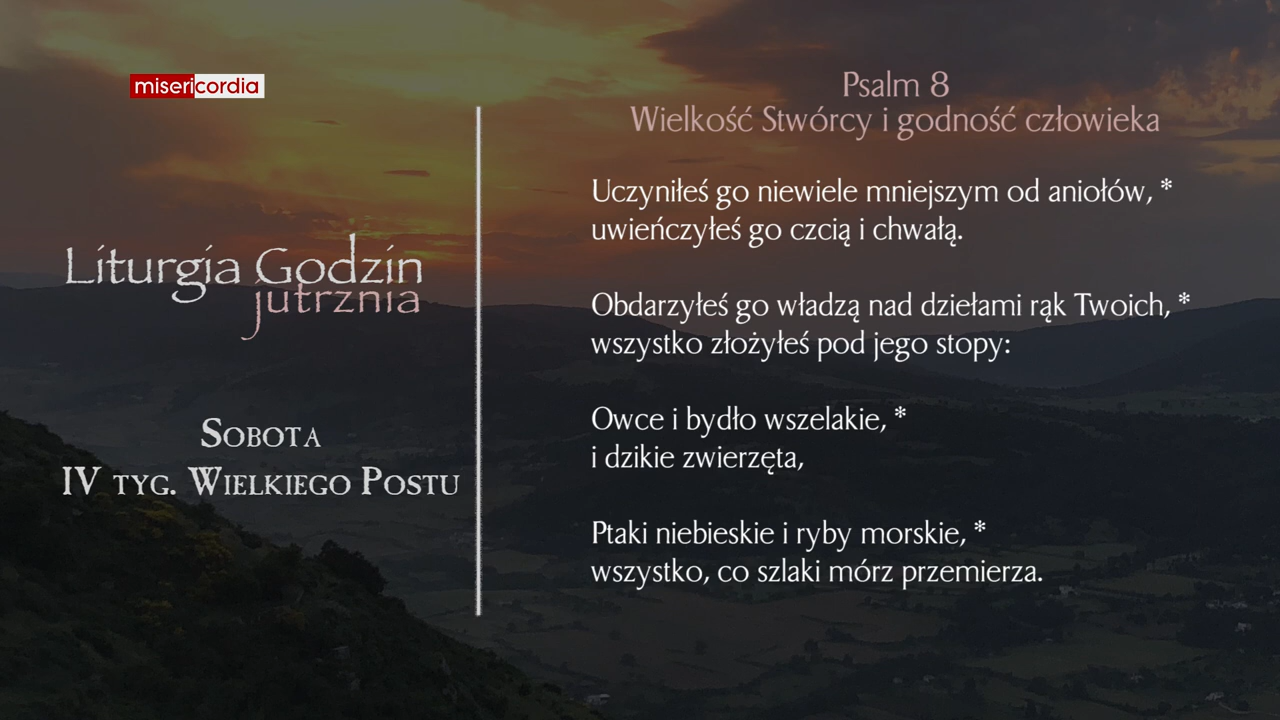 misericordia
Liturgia Godzin
jutrznia
Sobota
IV tyg. Wielkiego Postu
Psalm 8
Wielkość Stwórcy i godność człowieka
Uczyniłeś go niewiele mniejszym od aniołów, *
uwieńczyłeś go czcią i chwałą.
Obdarzyłeś go władzą nad dziełami rąk Twoich, *
wszystko złożyłeś pod jego stopy:
Owce i bydło wszelakie, *
i dzikie zwierzęta,
Ptaki niebieskie i ryby morskie, *
wszystko, co szlaki mórz przemierza.